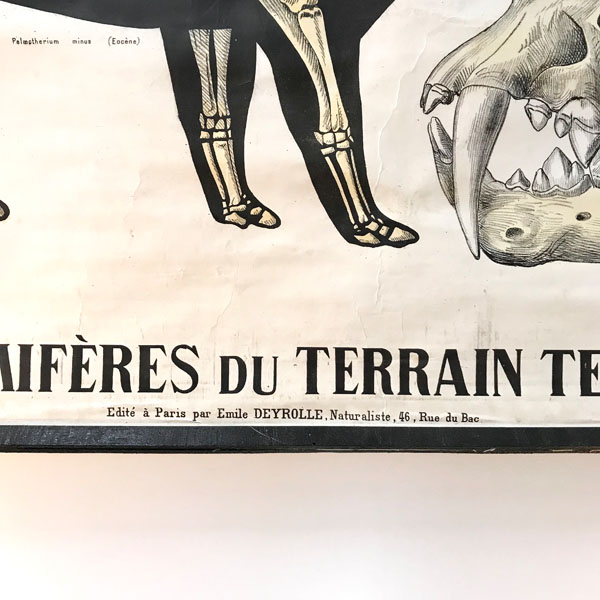 Palæotherium minus (Eocène)
MIFÈRES DU TERRAIN TE
Edité à Paris par Emile DEYROLLE, Naturaliste, 46, Rue du Bac